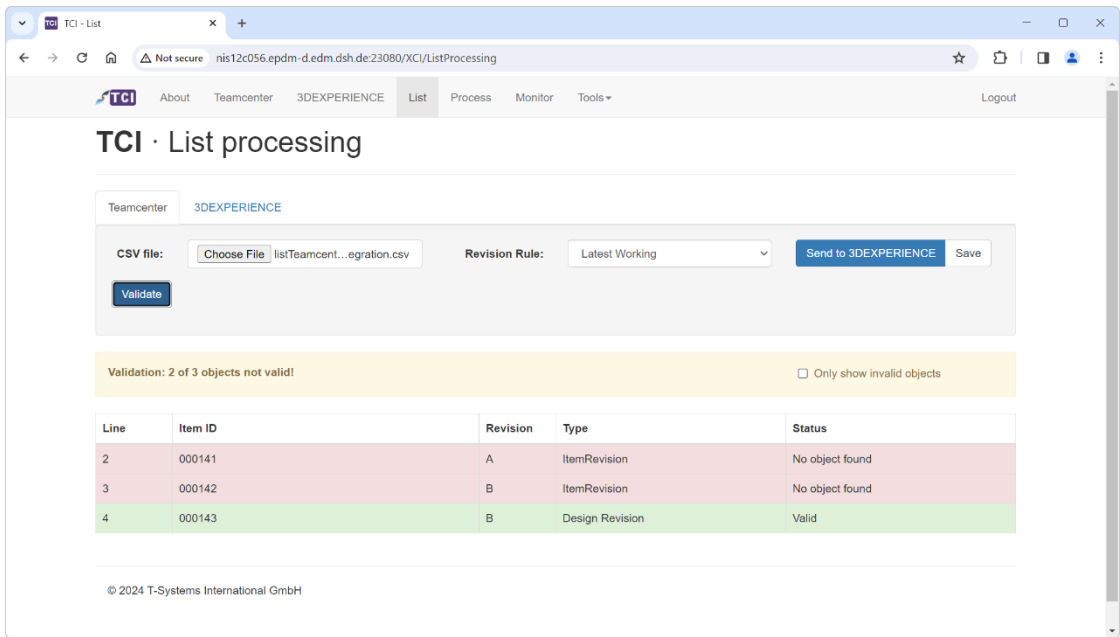 TCI TCI - List
Not secure nis12c056.epdm-d.edm.dsh.de:23080/XCI/ListProcessing
TCI About Teamcenter 3DEXPERIENCE List Process Monitor Tools Logout
TCI · List processing
Teamcenter 3DEXPERIENCE
CSV file: Choose File listTeamcent...egration.csv Revision Rule: Latest Working Send to 3DEXPERIENCE Save
Validate
Validation: 2 of 3 objects not valid! Only show invalid objects
Line Item ID Revision Type Status
2 000141 A ItemRevision No object found
3 000142 B ItemRevision No object found
4 000143 B Design Revision Valid
© 2024 T-Systems International GmbH